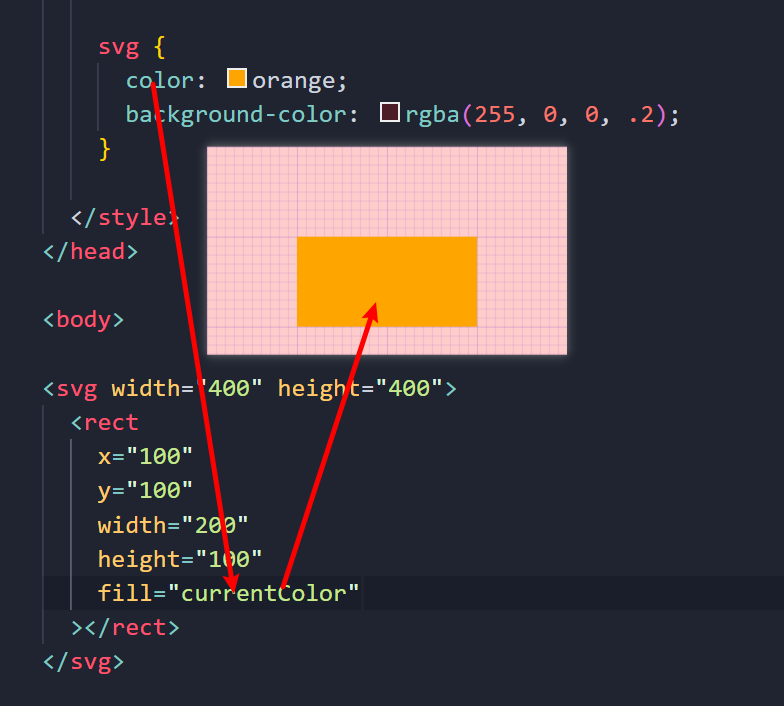 svg {
color: orange;
background-color: rgba(255, 0, 0, .2);
}
</style>
</head>
<body>
<svg width="400" height="400">
<rect
x="100"
y="100"
width="200"
height="100"
fill="currentColor"
></rect>
</svg>